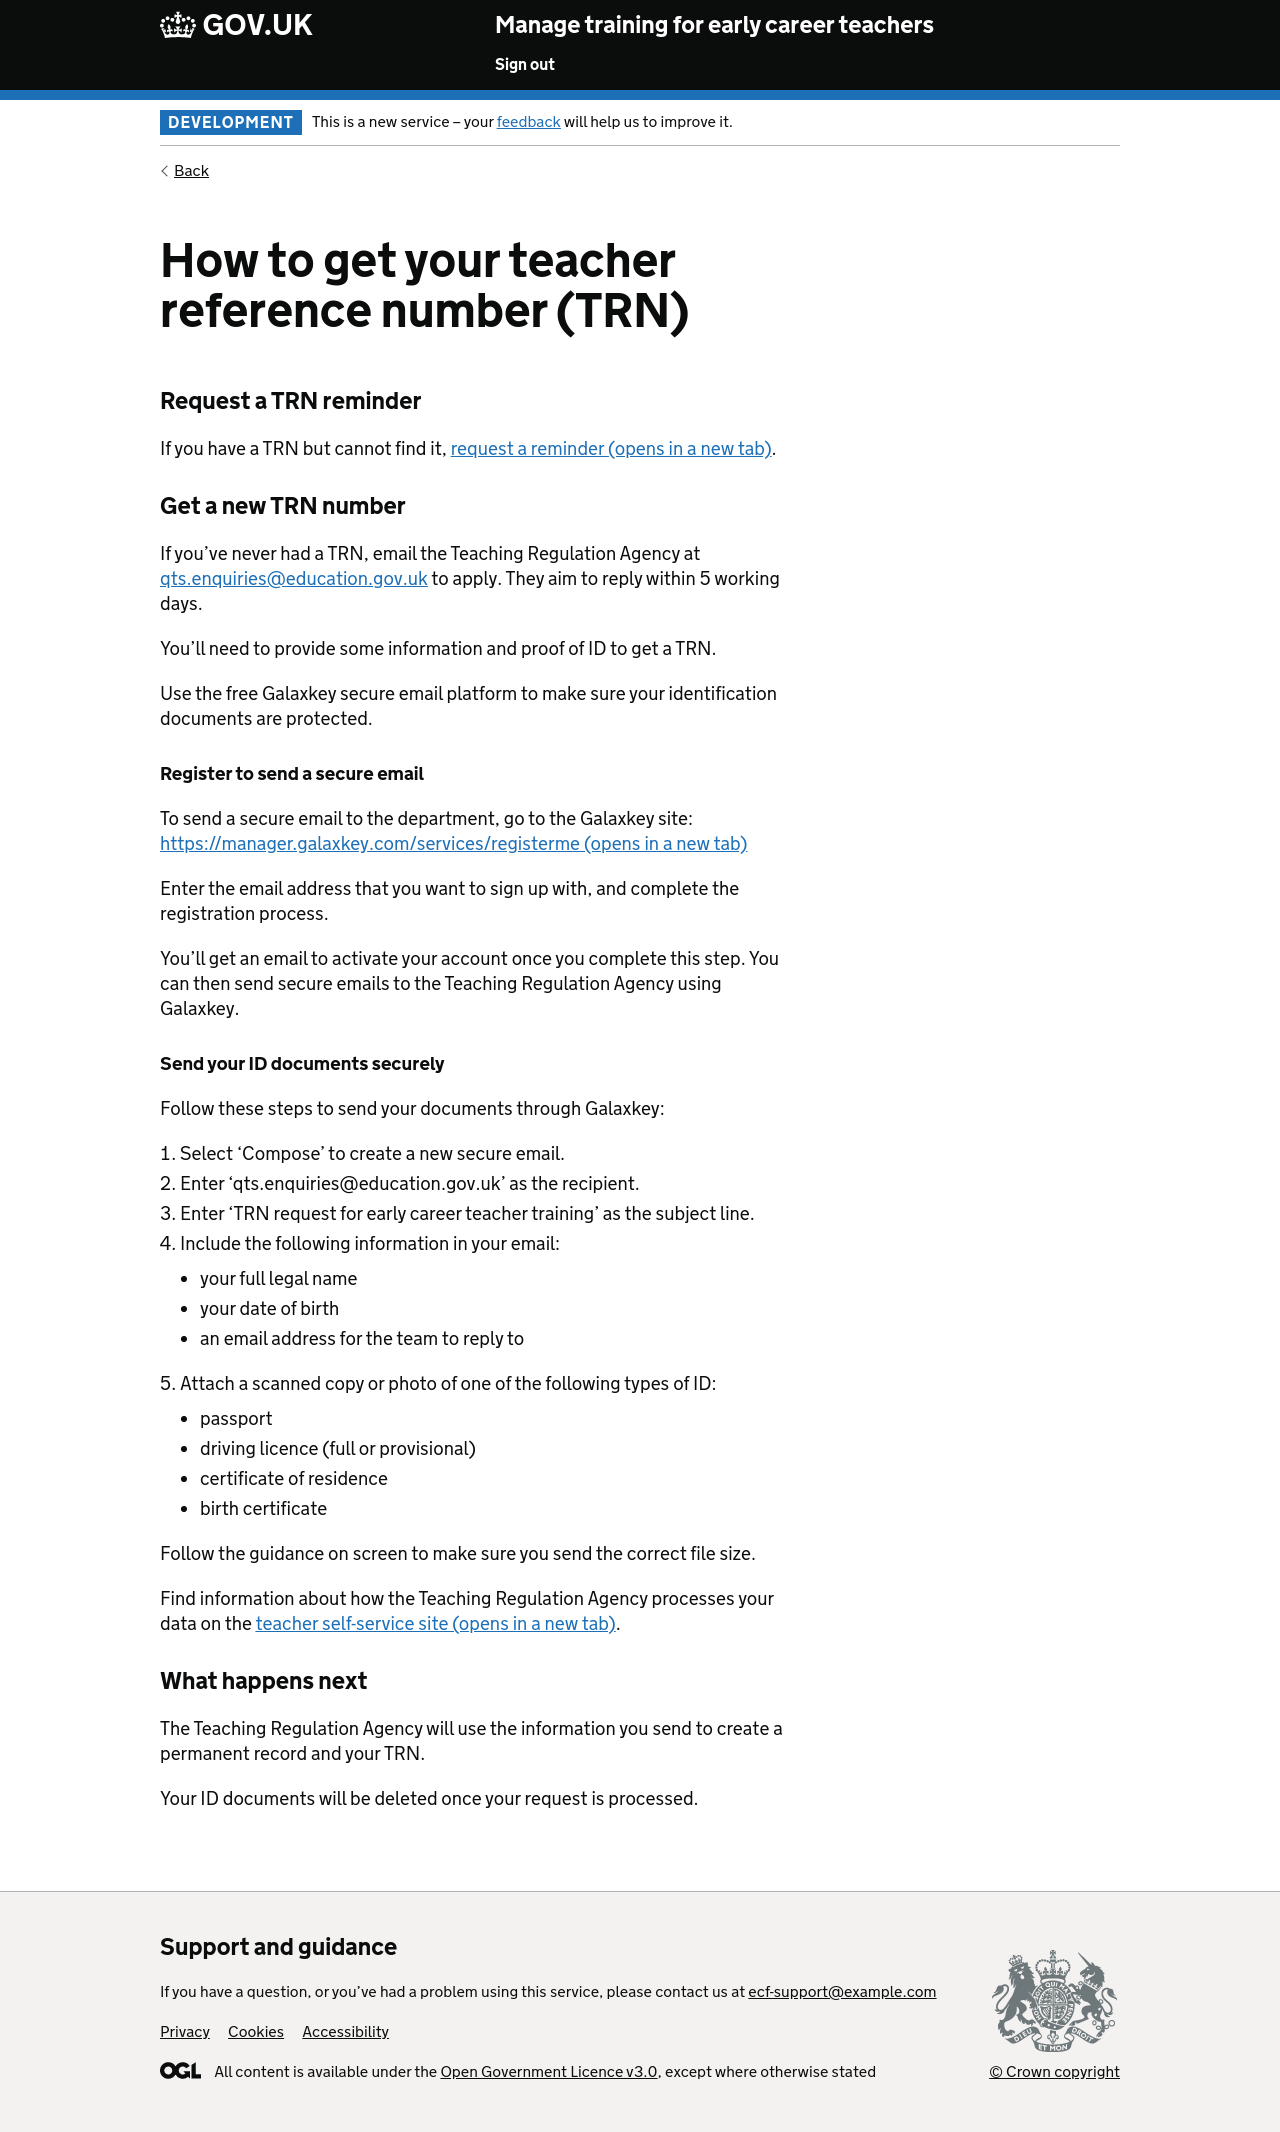 GOV.UK
Manage training for early career teachers
Sign out
DEVELOPMENT This is a new service – your feedback will help us to improve it.
Back
How to get your teacher
reference number (TRN)
Request a TRN reminder
If you have a TRN but cannot find it, request a reminder (opens in a new tab).
Get a new TRN number
If you’ve never had a TRN, email the Teaching Regulation Agency at
qts.enquiries@education.gov.uk to apply. They aim to reply within 5 working
days.
You’ll need to provide some information and proof of ID to get a TRN.
Use the free Galaxkey secure email platform to make sure your identification
documents are protected.
Register to send a secure email
To send a secure email to the department, go to the Galaxkey site:
https://manager.galaxkey.com/services/registerme (opens in a new tab)
Enter the email address that you want to sign up with, and complete the
registration process.
You’ll get an email to activate your account once you complete this step. You
can then send secure emails to the Teaching Regulation Agency using
Galaxkey.
Send your ID documents securely
Follow these steps to send your documents through Galaxkey:
1. Select ‘Compose’ to create a new secure email.
2. Enter ‘qts.enquiries@education.gov.uk’ as the recipient.
3. Enter ‘TRN request for early career teacher training’ as the subject line.
4. Include the following information in your email:
• your full legal name
• your date of birth
• an email address for the team to reply to
5. Attach a scanned copy or photo of one of the following types of ID:
• passport
• driving licence (full or provisional)
• certificate of residence
• birth certificate
Follow the guidance on screen to make sure you send the correct file size.
Find information about how the Teaching Regulation Agency processes your
data on the teacher self-service site (opens in a new tab).
What happens next
The Teaching Regulation Agency will use the information you send to create a
permanent record and your TRN.
Your ID documents will be deleted once your request is processed.
Support and guidance
If you have a question, or you’ve had a problem using this service, please contact us at ecf-support@example.com
Privacy Cookies Accessibility
OGL All content is available under the Open Government Licence v3.0, except where otherwise stated
DIEU ET MON DROIT
© Crown copyright